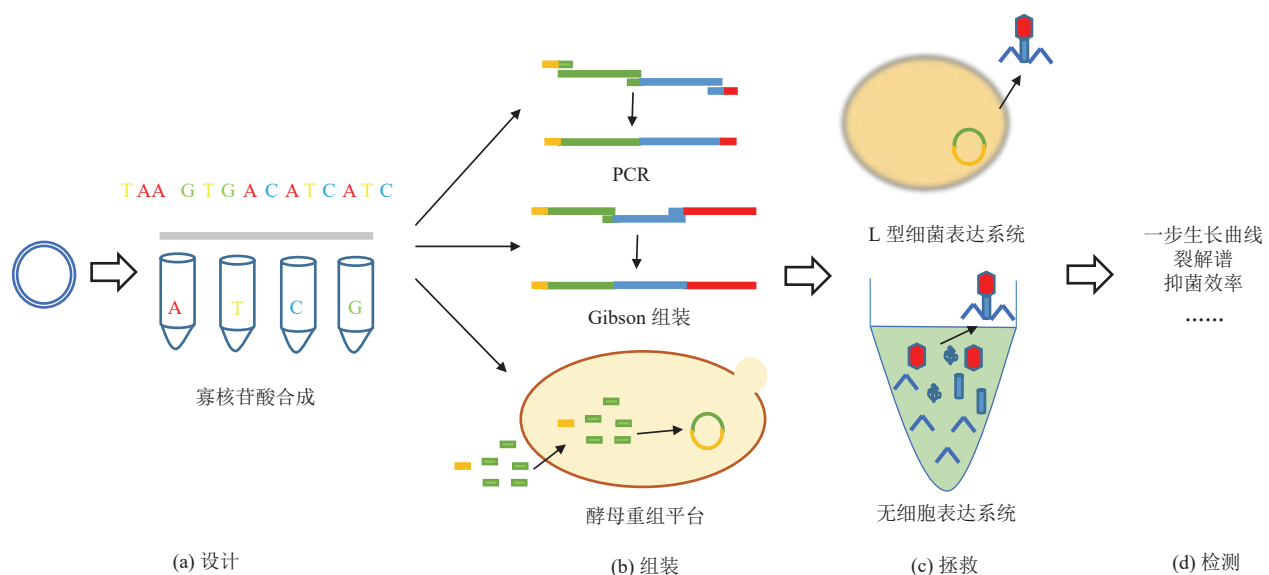 TAA GTGACATCATC
A
T
C
G
寡核苷酸合成
(a) 设计
PCR
Gibson 组装
酵母重组平台
(b) 组装
L 型细菌表达系统
无细胞表达系统
(c) 拯救
一步生长曲线
裂解谱
抑菌效率
……
(d) 检测